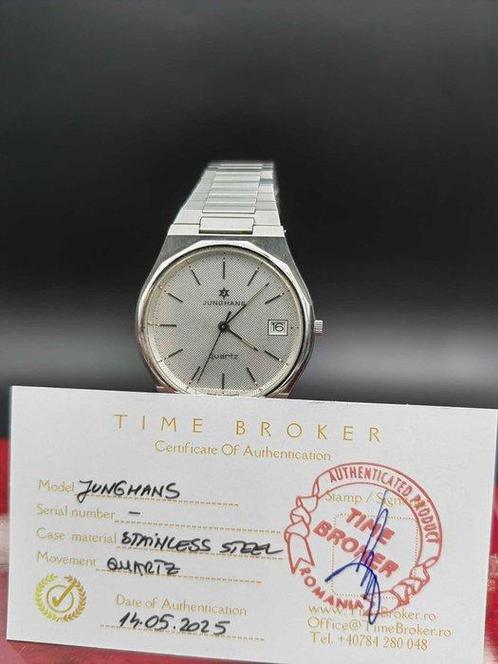 JUNGHANS
16
quartz
TIME BROKER
Certificate Of Authentication
Model JUNGHANS
Serial number -
Stamp / Sign
Case material STAINLESS STEEL
Movement QUARTZ
AUTHENTICATED PRODUCT
TIME
BROKER
ROMANIA
Date of Authentication
14.05.2025
www.TimeBroker.ro
Office@TimeBroker.ro
Tel. +40784 280 048